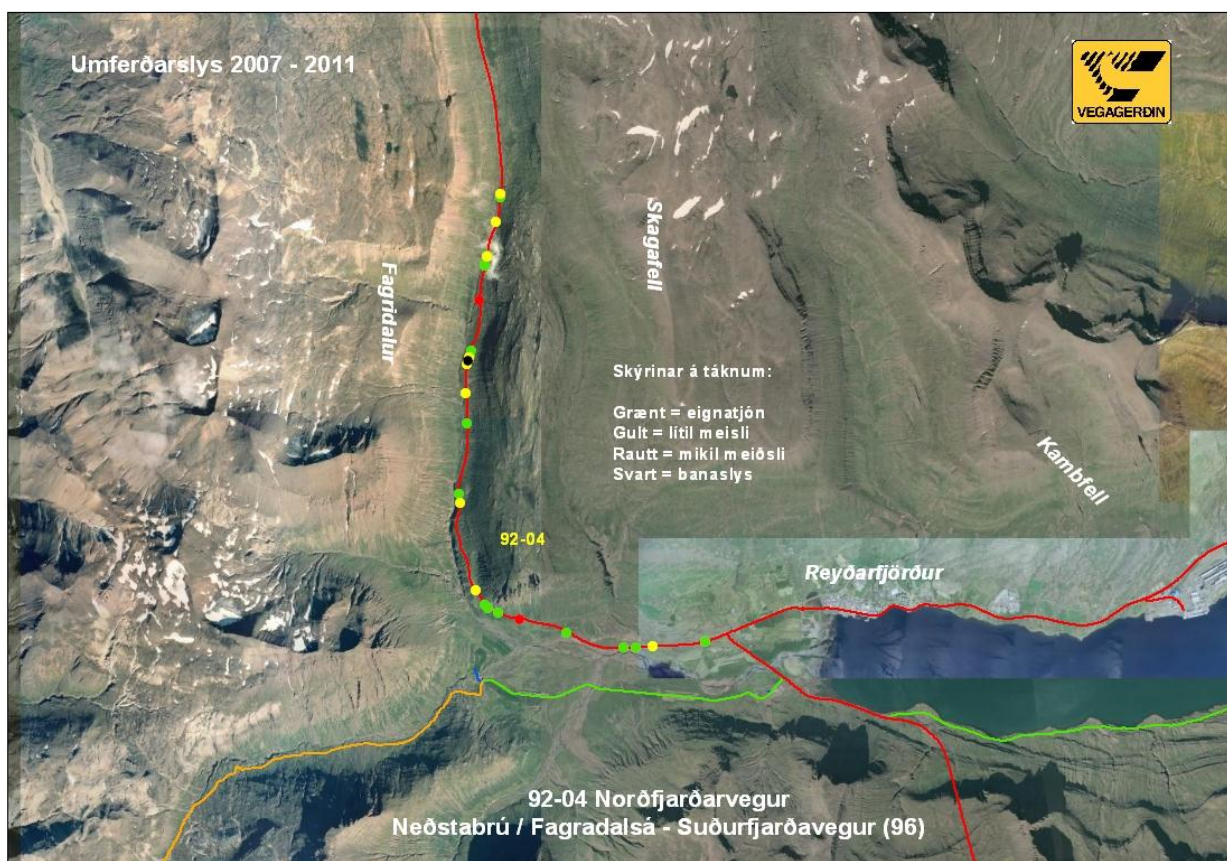 Umferðarslys 2007 - 2011
VEGAGERÐIN
Skagafell
Fagridalur
Skýrinar á táknum:
Grænt = eignatjón
Gult = lítil meisli
Rautt = mikil meiðsli
Svart = banaslys
Kambfell
92-04
Reyðarfjörður
92-04 Norðfjarðarvegur
Neðstabrú / Fagradalsá - Suðurfjarðavegur (96)